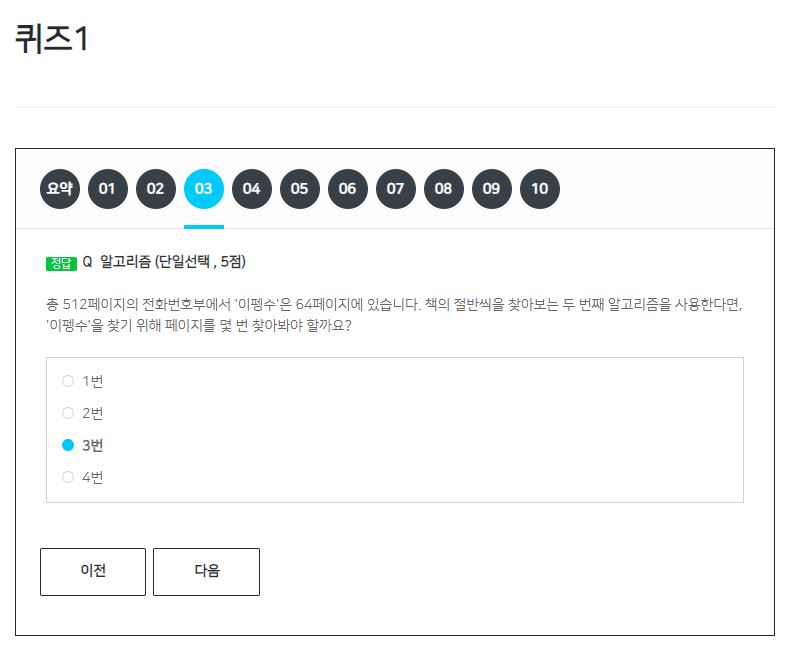 퀴즈1
요약 01 02 03 04 05 06 07 08 09 10
정답 Q 알고리즘 (단일선택 , 5점)
총 512페이지의 전화번호부에서 '이펭수'은 64페이지에 있습니다. 책의 절반씩을 찾아보는 두 번째 알고리즘을 사용한다면,
'이펭수'을 찾기 위해 페이지를 몇 번 찾아봐야 할까요?
1번
2번
3번
4번
이전 다음